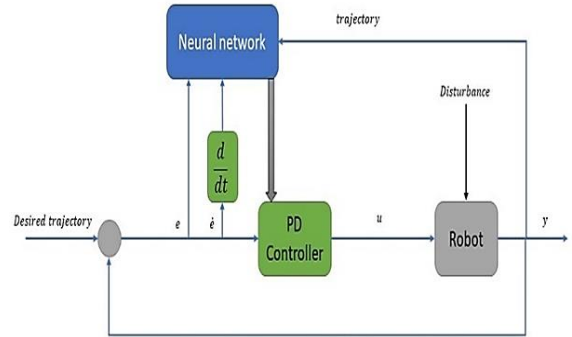 trajectory
Neural network
Disturbance
d
dt
Desired trajectory
e
ė
PD
Controller
u
Robot
y